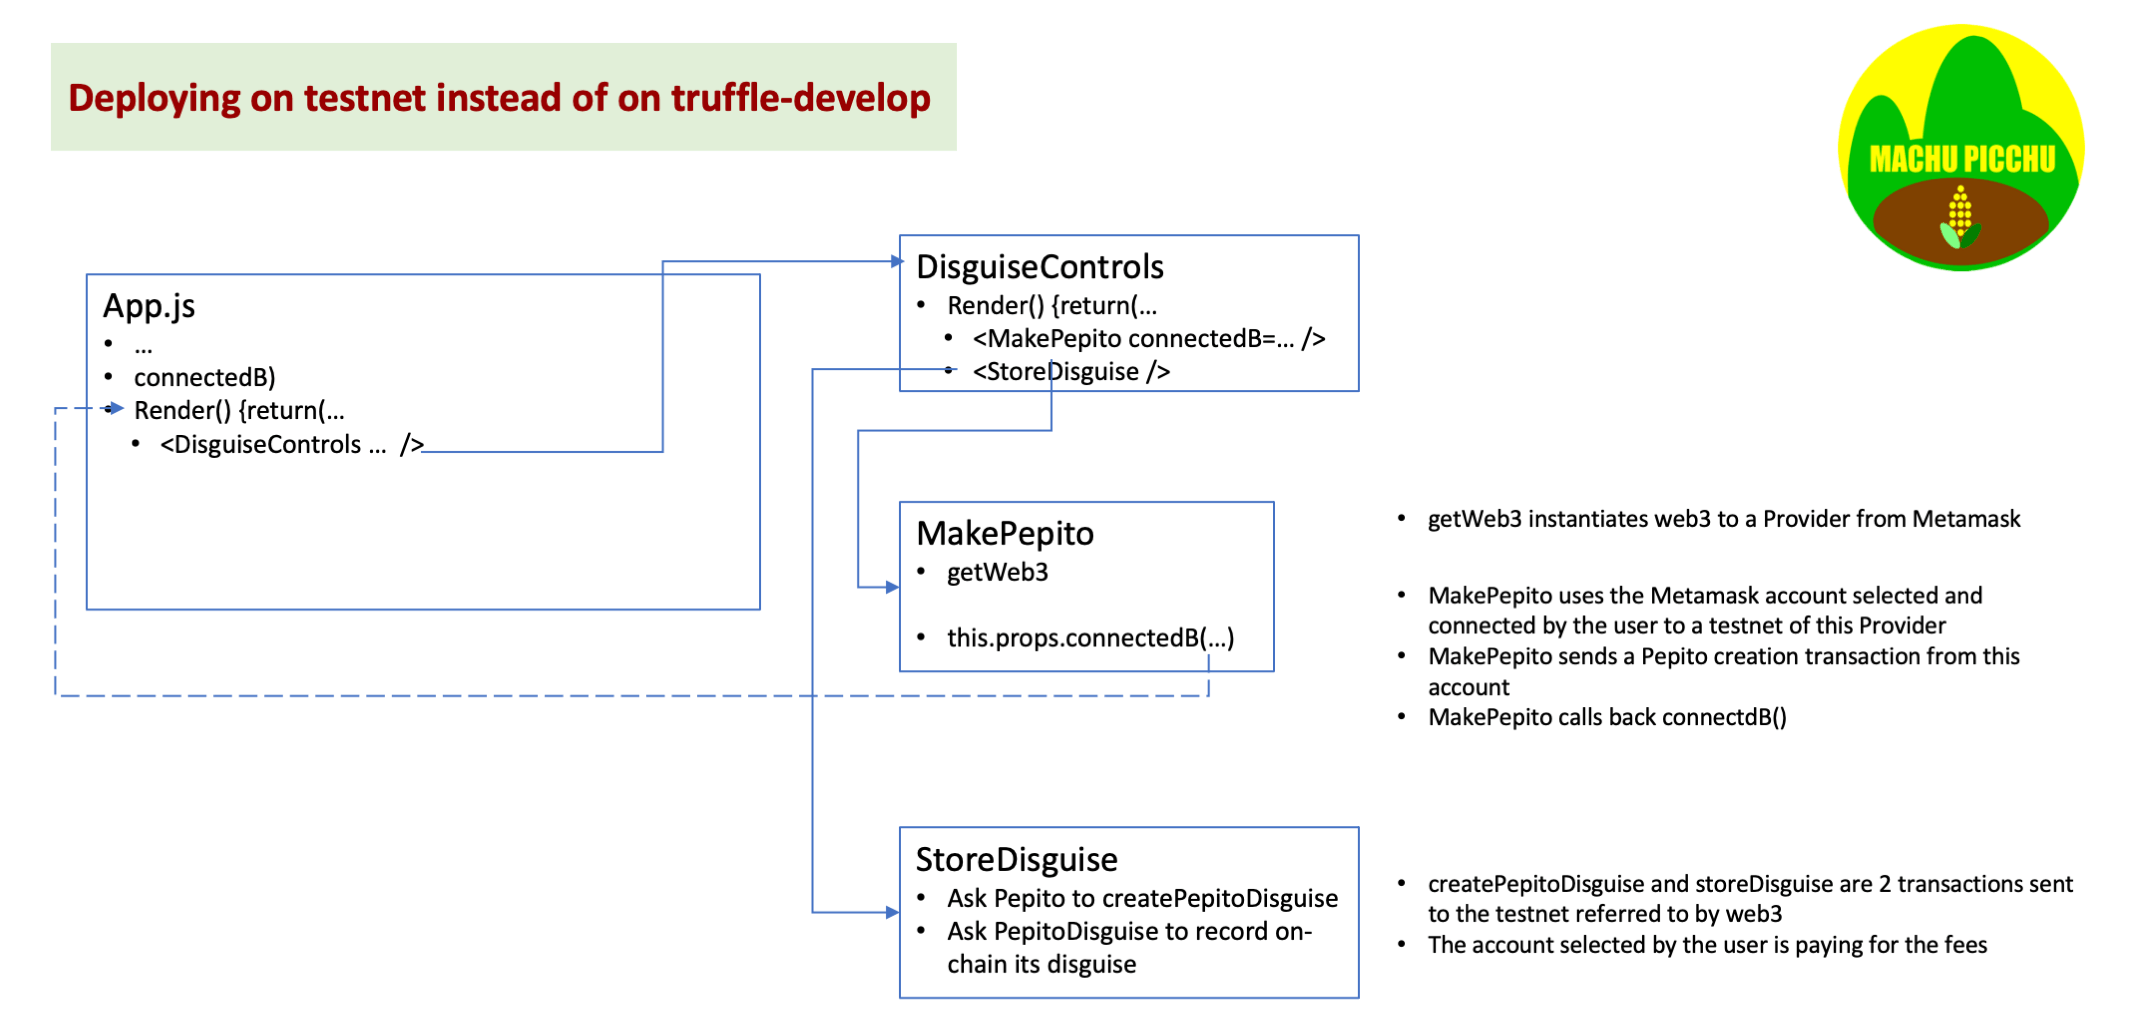 Deploying on testnet instead of on truffle-develop
MACHU PICCHU
App.js
• ...
• connectedB)
• Render() {return(...
• <DisguiseControls ... />
DisguiseControls
• Render() {return(...
• <MakePepito connectedB=... />
• <StoreDisguise />
MakePepito
• getWeb3
• this.props.connectedB(...)
• getWeb3 instantiates web3 to a Provider from Metamask
• MakePepito uses the Metamask account selected and
connected by the user to a testnet of this Provider
• MakePepito sends a Pepito creation transaction from this
account
• MakePepito calls back connectdB()
StoreDisguise
• Ask Pepito to createPepitoDisguise
• Ask PepitoDisguise to record on-
chain its disguise
• createPepitoDisguise and storeDisguise are 2 transactions sent
to the testnet referred to by web3
• The account selected by the user is paying for the fees